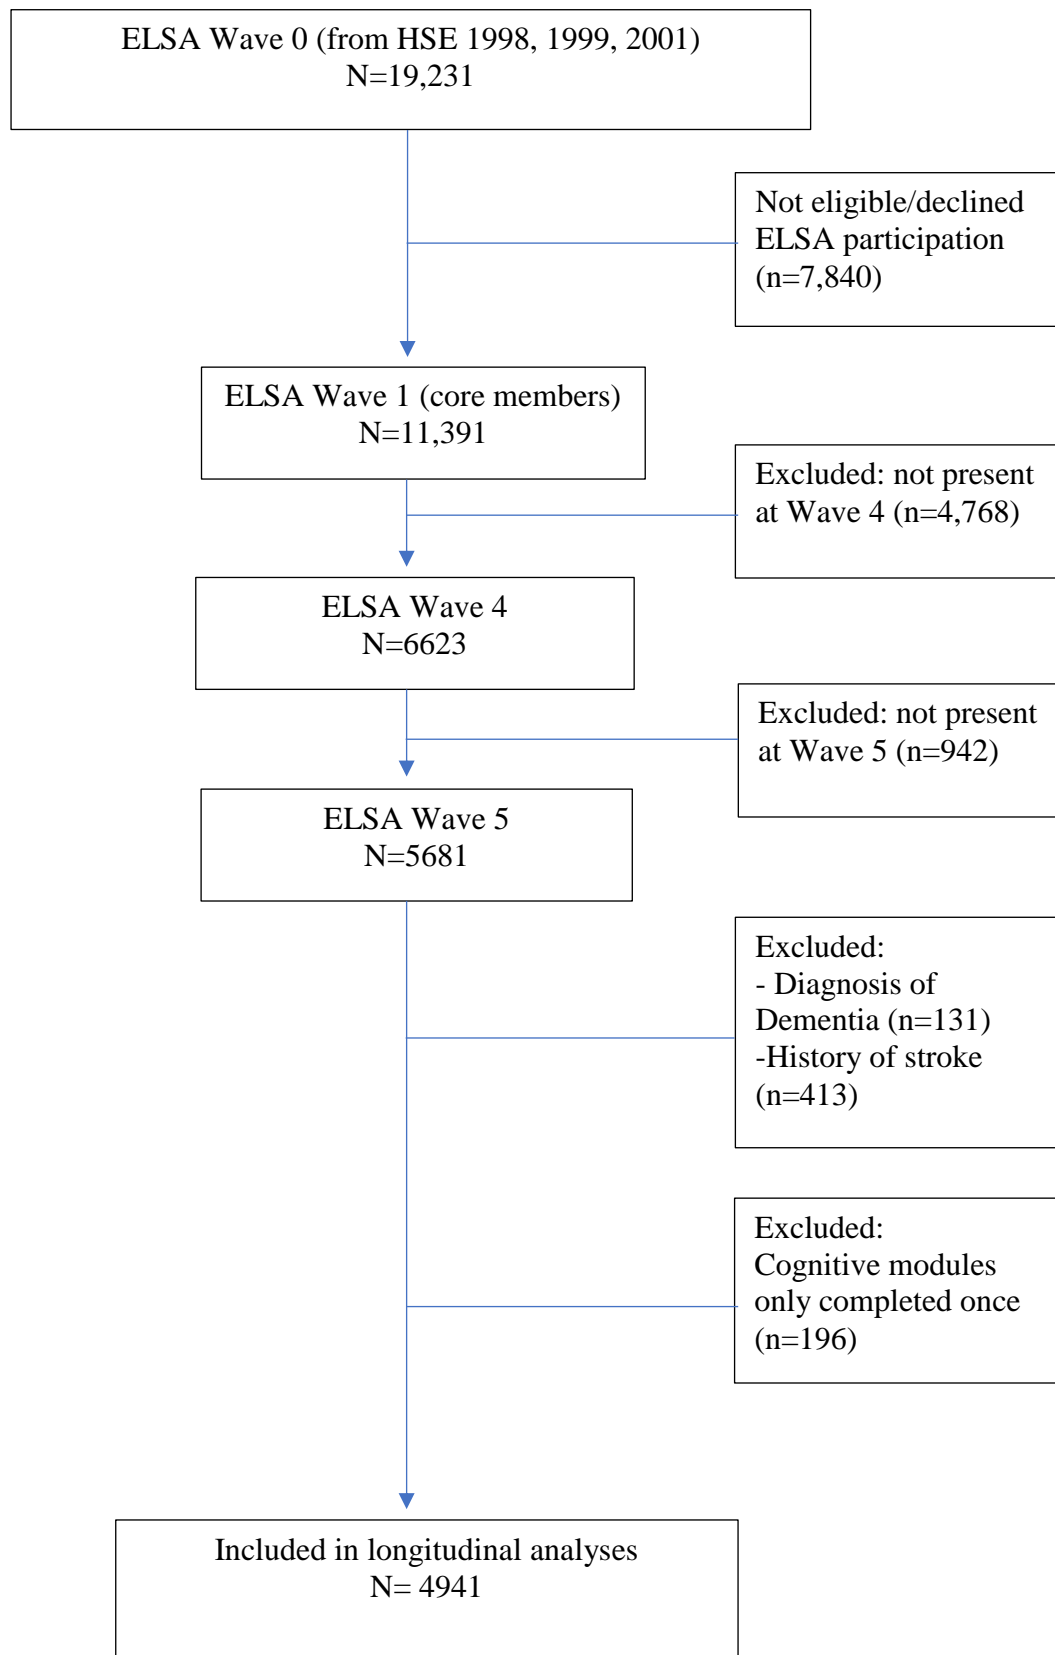 ELSA Wave 0 (from HSE 1998, 1999, 2001)
N=19,231
Not eligible/declined
ELSA participation
(n=7,840)
ELSA Wave 1 (core members)
N=11,391
Excluded: not present
at Wave 4 (n=4,768)
ELSA Wave 4
N=6623
Excluded: not present
at Wave 5 (n=942)
ELSA Wave 5
N=5681
Excluded:
- Diagnosis of
Dementia (n=131)
-History of stroke
(n=413)
Excluded:
Cognitive modules
only completed once
(n=196)
Included in longitudinal analyses
N= 4941